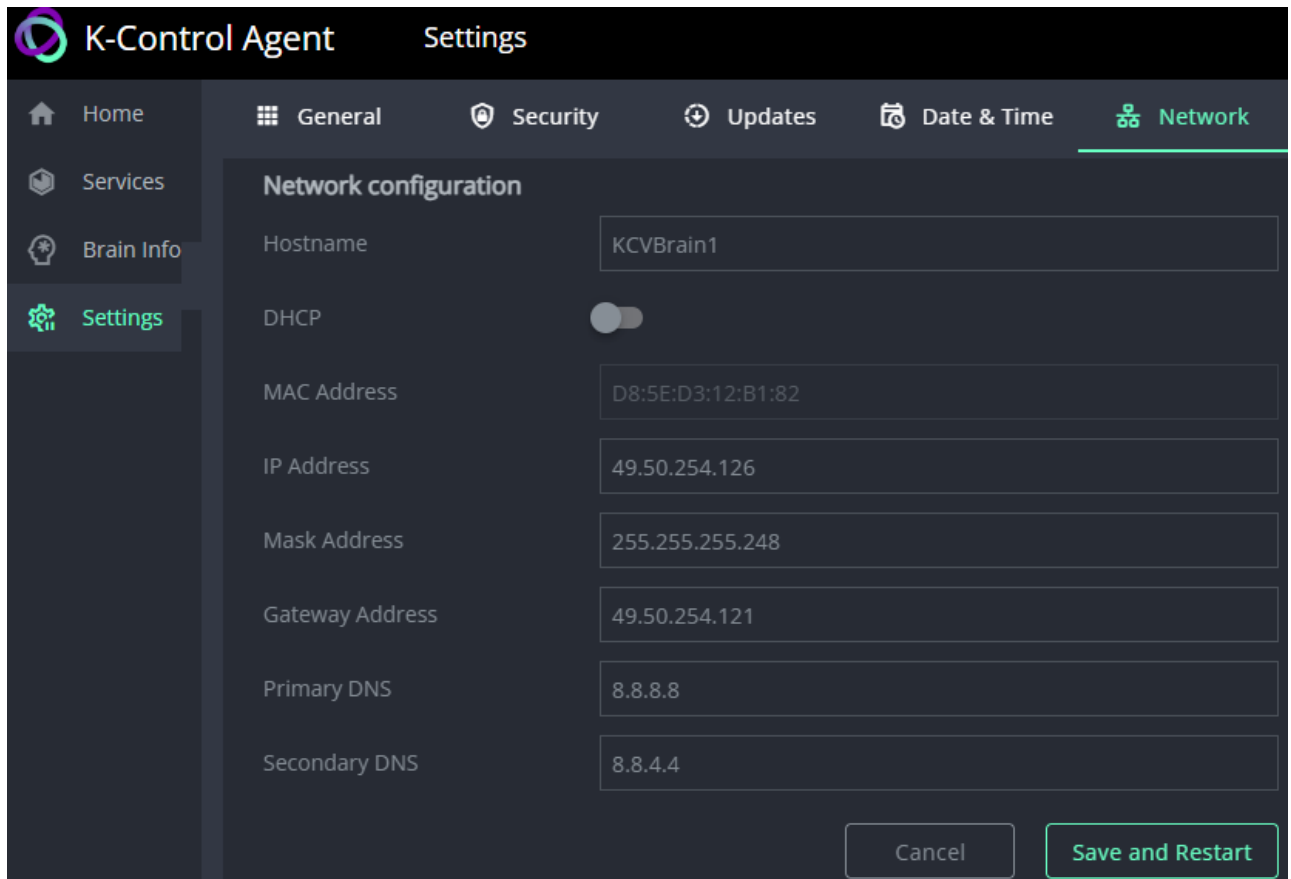 K-Control Agent Settings
Home
Services
Brain Info
Settings
General Security Updates Date & Time Network
Network configuration
Hostname KCVBrain1
DHCP
MAC Address D8:5E:D3:12:B1:82
IP Address 49.50.254.126
Mask Address 255.255.255.248
Gateway Address 49.50.254.121
Primary DNS 8.8.8.8
Secondary DNS 8.8.4.4
Cancel Save and Restart